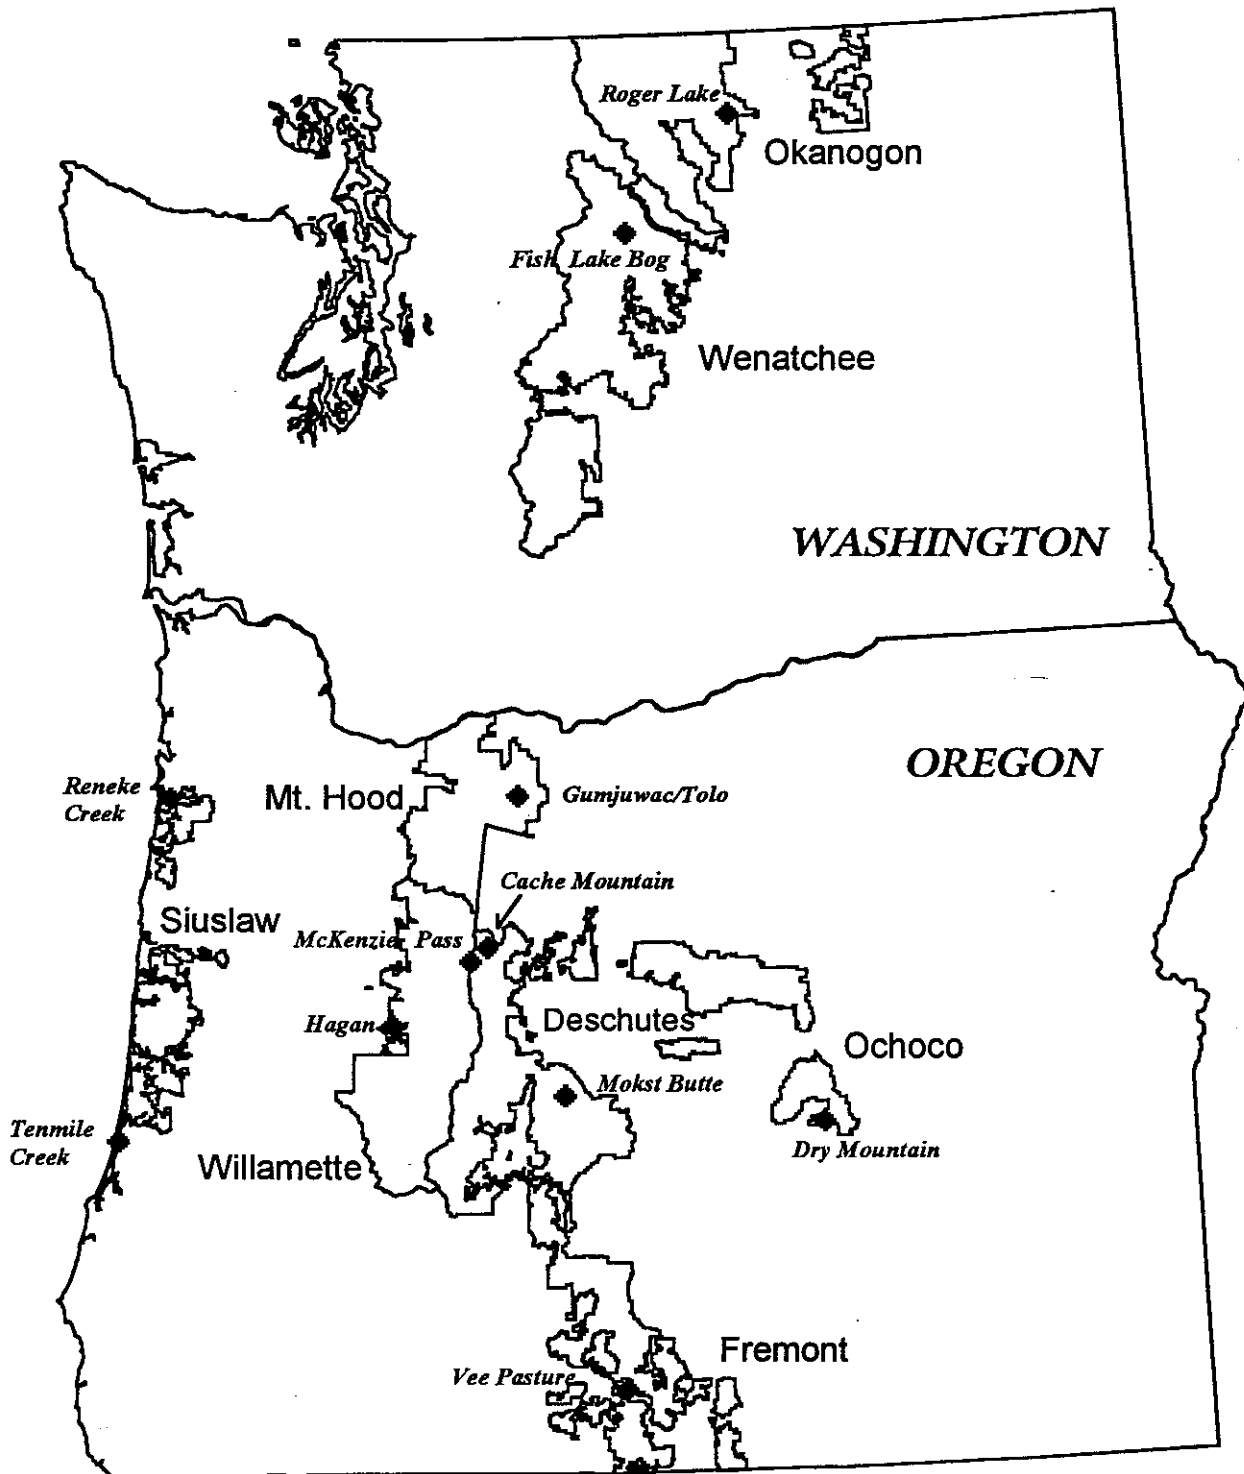 Roger Lake
Okanogon
Fish Lake Bog
Wenatchee
WASHINGTON
OREGON
Reneke
Creek
Mt. Hood
Gumjuwac/Tolo
Cache Mountain
Siuslaw
McKenzie Pass
Hagan
Deschutes
Ochoco
Mokst Butte
Tenmile
Creek
Willamette
Dry Mountain
Fremont
Vee Pasture